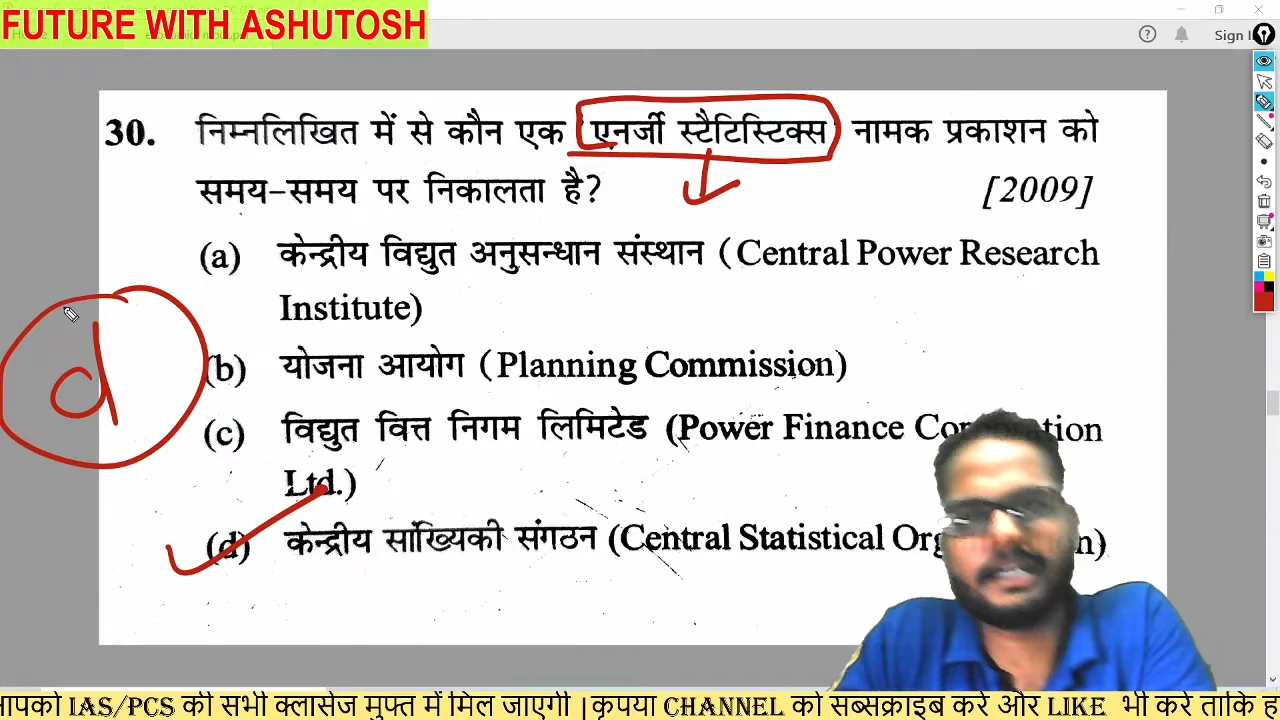 FUTURE WITH ASHUTOSH
Sign I
30. निम्नलिखित में से कौन एक 'एनर्जी स्टैटिस्टिक्स' नामक प्रकाशन को
समय-समय पर निकालता है? [2009]
(a) केन्द्रीय विद्युत अनुसन्धान संस्थान (Central Power Research
Institute)
d
(b) योजना आयोग (Planning Commission)
(c) विद्युत वित्त निगम लिमिटेड (Power Finance Co tion
Ltd.)
(d) केन्द्रीय सांख्यिकी संगठन (Central Statistical Org n)
आपको IAS/PCS की सभी क्लासेज मुफ्त में मिल जाएगी |कृपया CHANNEL को सब्सक्राइब करे और LIKE भी करे ताकि ह